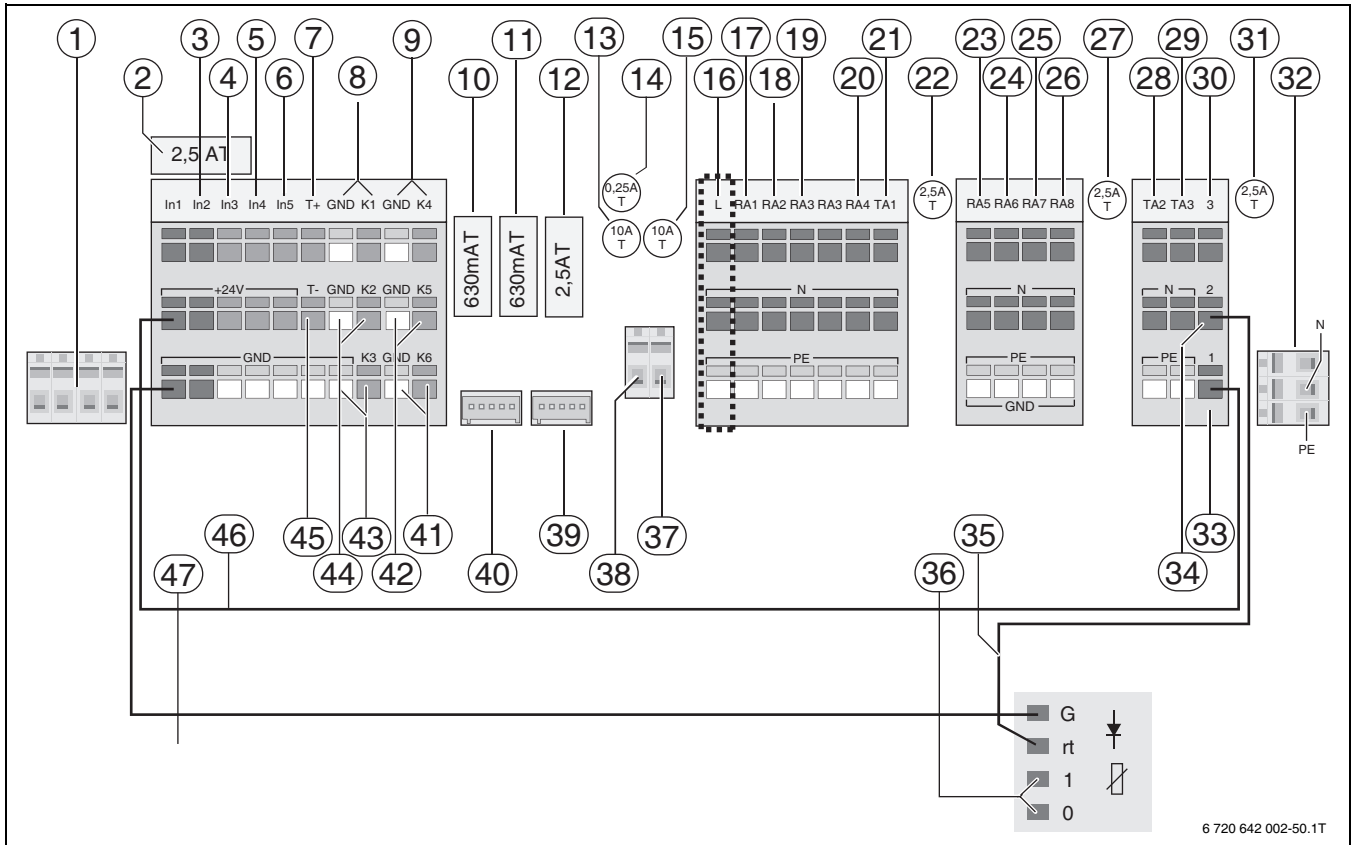 1 3 5 7 9 11 13 15 17 19 21 23 25 27 29 31
2 4 6 8 10 12 14 16 18 20 22 24 26 28 30 32
2,5 AT
In1 In2 In3 In4 In5 T+ GND K1 GND K4
630mAT
630mAT
2,5AT
0,25A T
10A T
10A T
L RA1 RA2 RA3 RA3 RA4 TA1
2,5A T
RA5 RA6 RA7 RA8
2,5A T
TA2 TA3 3
2,5A T
+24V T- GND K2 GND K5
N
N
N 2
N
GND K3 GND K6
PE
PE
GND
PE 1
PE
46 45 43 41 39 37 35 33
47 44 42 40 38 36 34
G
rt
1
0
6 720 642 002-50.1T